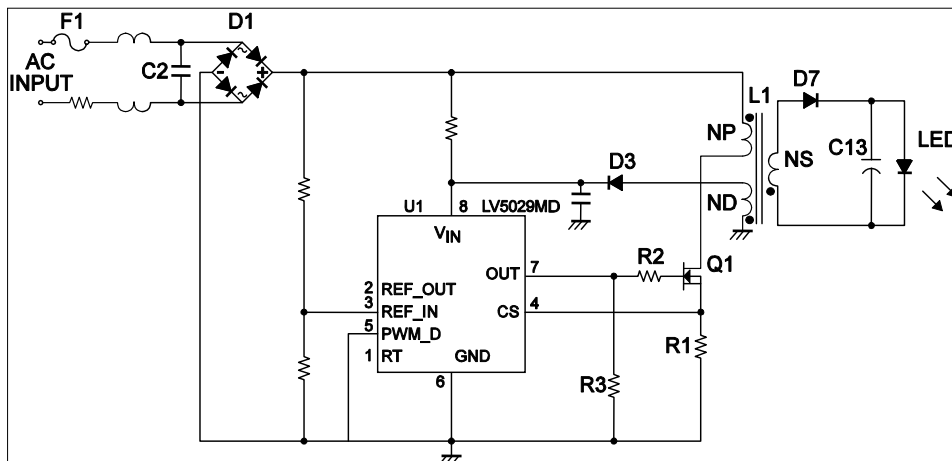 F1
D1
AC
INPUT
C2
~
- +
~
L1
D7
NP
NS
C13
LED
D3
ND
U1
8
LV5029MD
VIN
R2
Q1
OUT
7
2
REF_OUT
3
REF_IN
CS
4
5
PWM_D
R1
1
RT
GND
6
R3